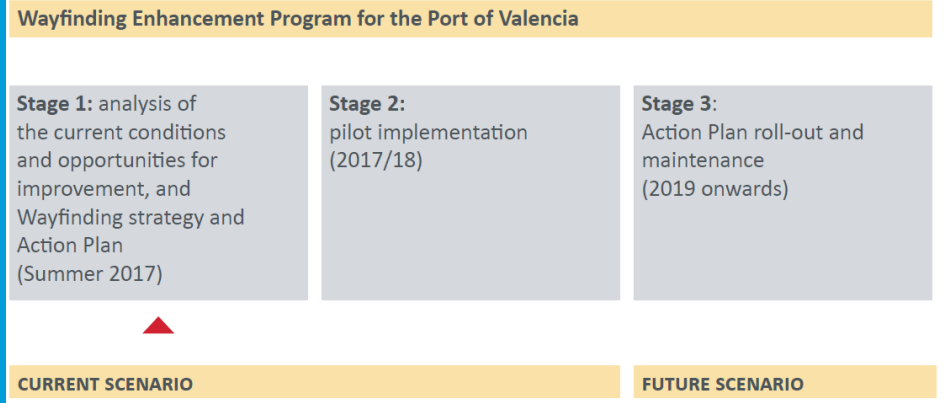 Wayfinding Enhancement Program for the Port of Valencia
Stage 1: analysis of
the current conditions
and opportunities for
improvement, and
Wayfinding strategy and
Action Plan
(Summer 2017)
Stage 2:
pilot implementation
(2017/18)
Stage 3:
Action Plan roll-out and
maintenance
(2019 onwards)
CURRENT SCENARIO
FUTURE SCENARIO